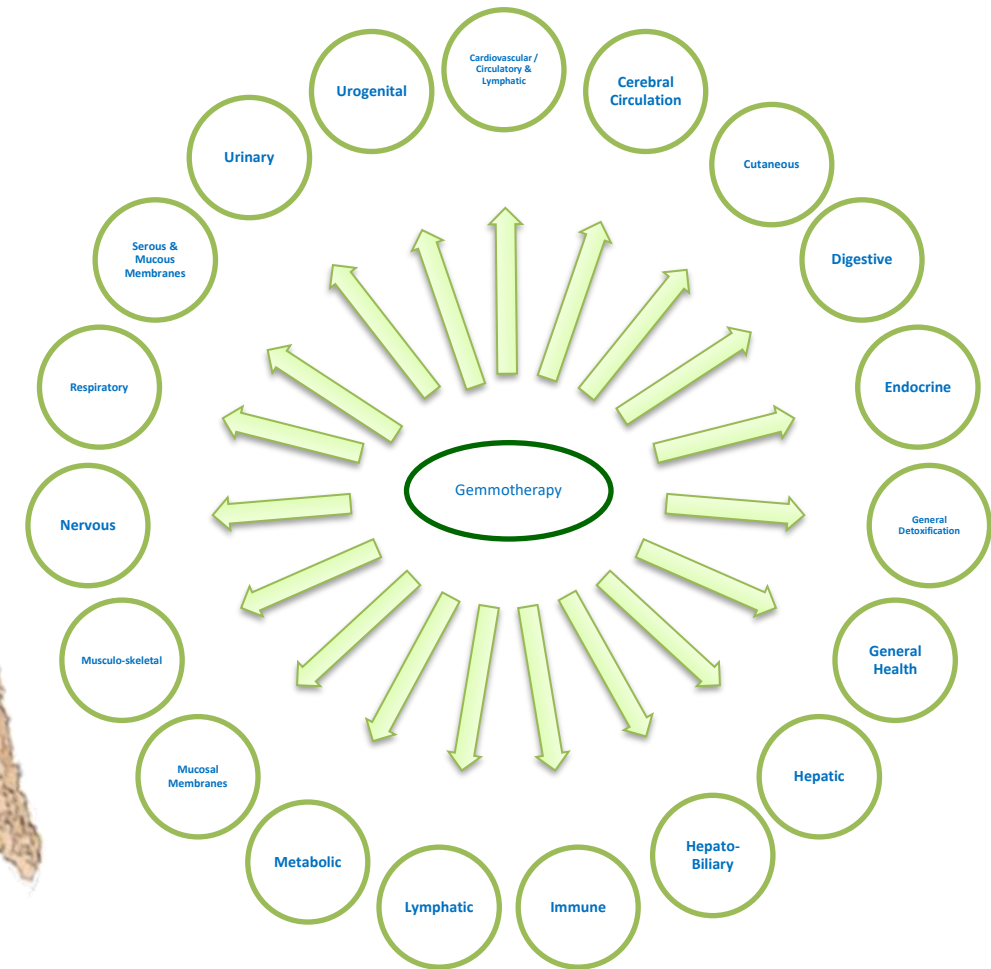 Cardiovascular /
Circulatory &
Lymphatic
Cerebral
Circulation
Cutaneous
Digestive
Endocrine
General
Detoxification
General
Health
Hepatic
Hepato-
Biliary
Immune
Lymphatic
Metabolic
Mucosal
Membranes
Musculo-skeletal
Nervous
Respiratory
Serous &
Mucous
Membranes
Urinary
Urogenital
Gemmotherapy